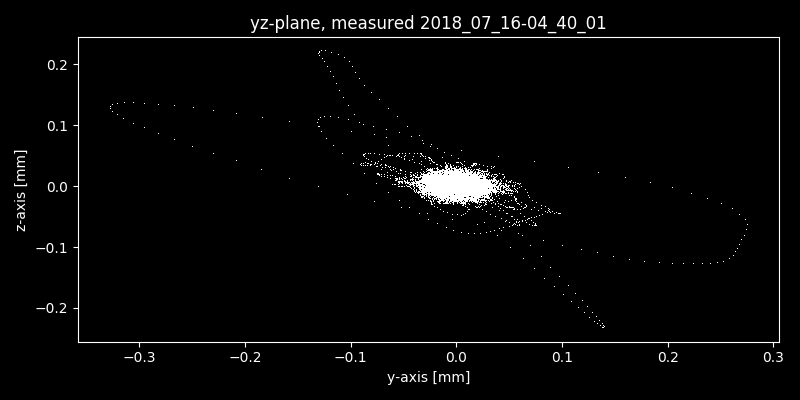 yz-plane, measured 2018_07_16-04_40_01
z-axis [mm]
0.2
0.1
0.0
−0.1
−0.2
−0.3 −0.2 −0.1 0.0 0.1 0.2 0.3
y-axis [mm]